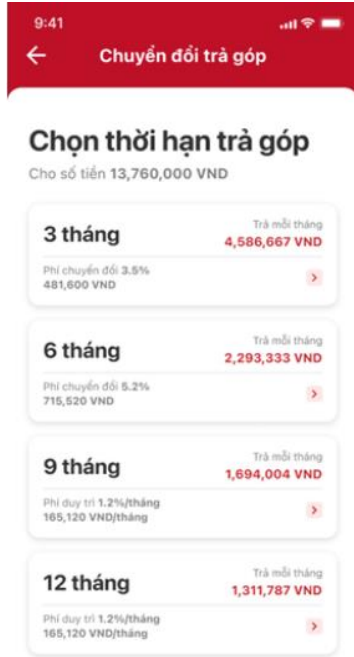 9:41
Chuyển đổi trả góp
Chọn thời hạn trả góp
Cho số tiền 13,760,000 VND
3 tháng
Trả mỗi tháng
4,586,667 VND
Phí chuyển đổi 3.5%
481,600 VND
6 tháng
Trả mỗi tháng
2,293,333 VND
Phí chuyển đổi 5.2%
715,520 VND
9 tháng
Trả mỗi tháng
1,694,004 VND
Phí duy trì 1.2%/tháng
165,120 VND/tháng
12 tháng
Trả mỗi tháng
1,311,787 VND
Phí duy trì 1.2%/tháng
165,120 VND/tháng